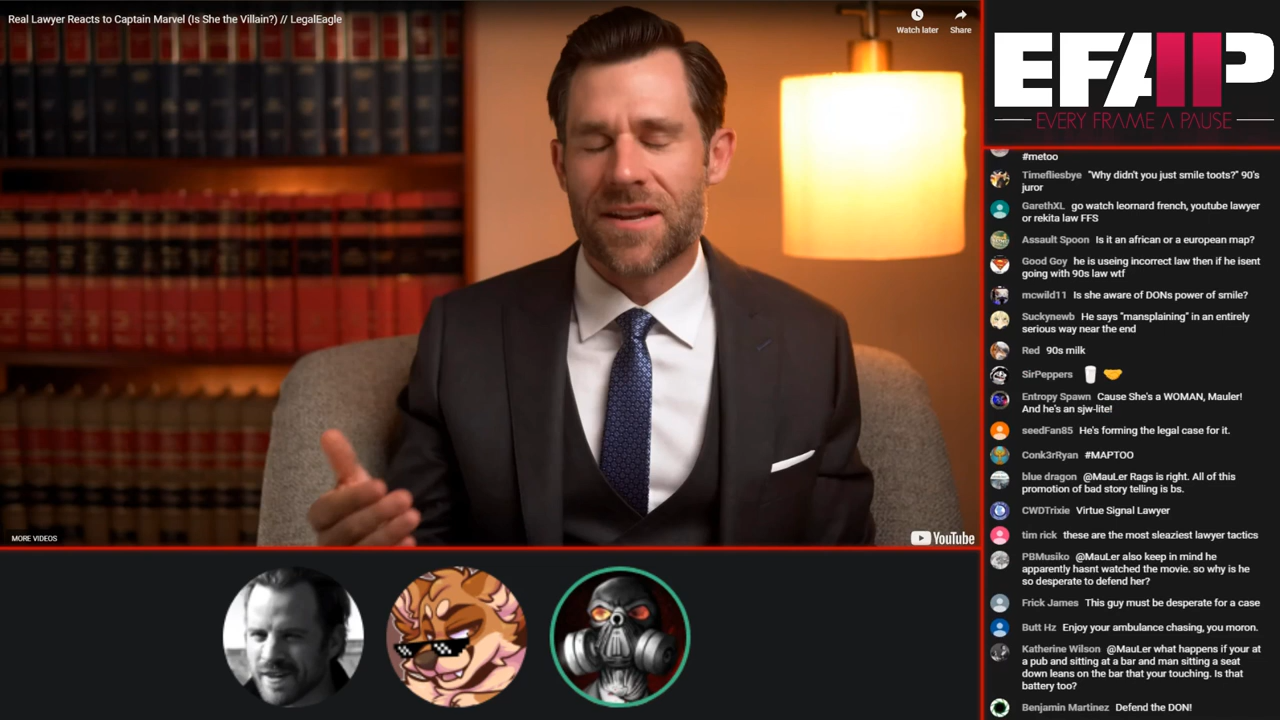 Real Lawyer Reacts to Captain Marvel (Is She the Villain?) // LegalEagle
Watch later
Share
MORE VIDEOS
YouTube
EFAP
EVERY FRAME A PAUSE
#metoo
Timefliesbye "Why didn't you just smile toots?" 90's
juror
GarethXL go watch leornard french, youtube lawyer
or rekita law FFS
Assault Spoon Is it an african or a european map?
Good Goy he is useing incorrect law then if he isent
going with 90s law wtf
mcwild11 Is she aware of DONs power of smile?
Suckynewb He says "mansplaining" in an entirely
serious way near the end
Red 90s milk
SirPeppers 🥛 🤝
Entropy Spawn Cause She's a WOMAN, Mauler!
And he's an sjw-lite!
seedFan85 He's forming the legal case for it.
Conk3rRyan #MAPTOO
blue dragon @MauLer Rags is right. All of this
promotion of bad story telling is bs.
CWDTrixie Virtue Signal Lawyer
tim rick these are the most sleaziest lawyer tactics
PBMusiko @MauLer also keep in mind he
apparently hasnt watched the movie. so why is he
so desperate to defend her?
Frick James This guy must be desperate for a case
Butt Hz Enjoy your ambulance chasing, you moron.
Katherine Wilson @MauLer what happens if your at
a pub and sitting at a bar and man sitting a seat
down leans on the bar that your touching. Is that
battery too?
Benjamin Martinez Defend the DON!